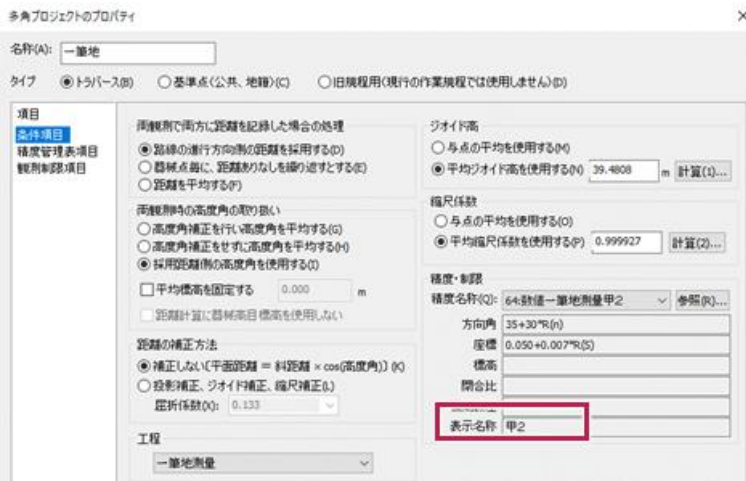 多角プロジェクトのプロパティ
名称(A): 一筆地
タイプ トラバース(B) 基準点(公共、地籍)(C) 旧規程用(現行の作業規程では使用しません)(D)
項目
条件項目
精度管理表項目
観測制限項目
両観測で両方に距離を記録した場合の処理
路線の進行方向側の距離を採用する(D)
器械点毎に、距離ありなしを繰り返すとする(E)
距離を平均する(F)
両観測時の高度角の取り扱い
高度角補正を行い高度角を平均する(G)
高度角補正をせずに高度角を平均する(H)
採用距離側の高度角を使用する(I)
平均標高を固定する 0.000 m
距離計算に器械高目標高を使用しない
距離の補正方法
補正しない[平面距離 = 斜距離 × cos(高度角)] (K)
投影補正、ジオイド補正、縮尺補正(L)
屈折係数(X): 0.133
工程
一筆地測量
ジオイド高
与点の平均を使用する(M)
平均ジオイド高を使用する(N) 39.4808 m 計算(1)...
縮尺係数
与点の平均を使用する(O)
平均縮尺係数を使用する(P) 0.999927 計算(2)...
精度・制限
精度名称(Q): 64:数値一筆地測量甲2 参照(R)...
方向角 35+30*R(n)
座標 0.050+0.007*R(S)
標高
閉合比
表示名称 甲2